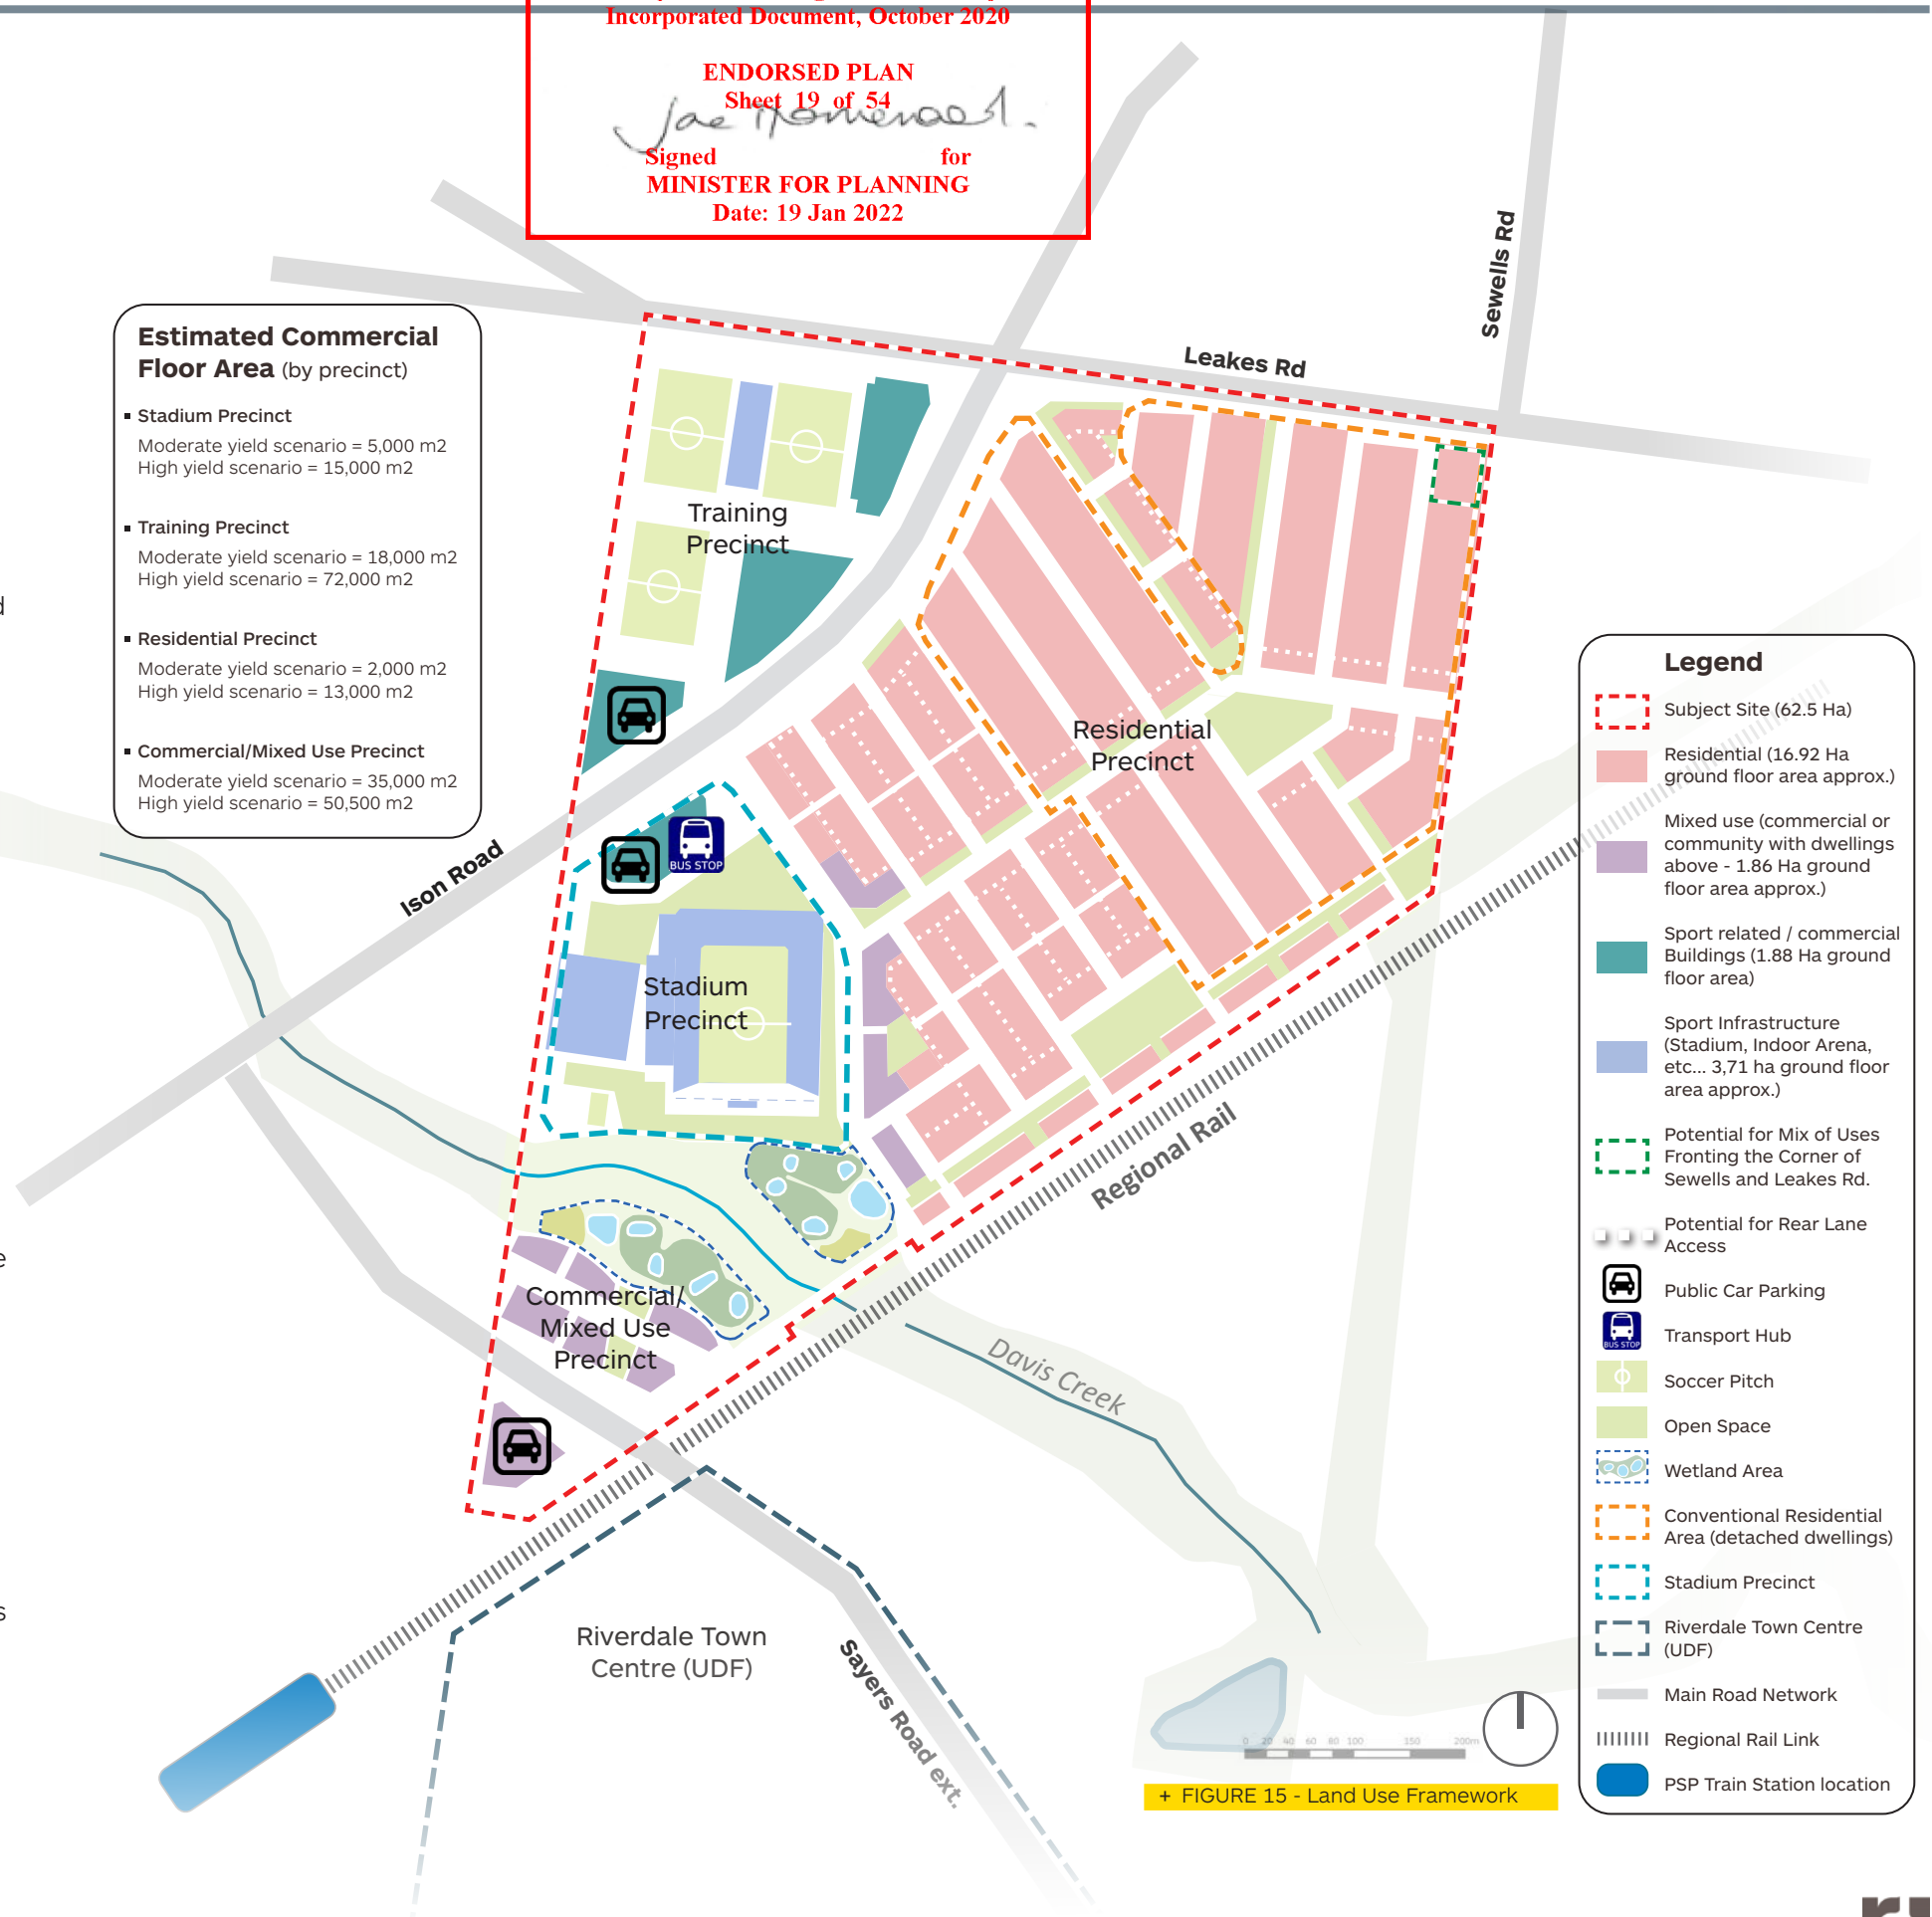 Incorporated Document, October 2020
ENDORSED PLAN
Sheet 19 of 54
Signed for
MINISTER FOR PLANNING
Date: 19 Jan 2022
Sewells Rd
Leakes Rd
Estimated Commercial
Floor Area (by precinct)
▪ Stadium Precinct
Moderate yield scenario = 5,000 m2
High yield scenario = 15,000 m2
▪ Training Precinct
Moderate yield scenario = 18,000 m2
High yield scenario = 72,000 m2
▪ Residential Precinct
Moderate yield scenario = 2,000 m2
High yield scenario = 13,000 m2
▪ Commercial/Mixed Use Precinct
Moderate yield scenario = 35,000 m2
High yield scenario = 50,500 m2
Training
Precinct
Residential
Precinct
BUS STOP
Ison Road
Stadium
Precinct
Regional Rail
Commercial/
Mixed Use
Precinct
Davis Creek
Riverdale Town
Centre (UDF)
Sayers Road ext.
Legend
Subject Site (62.5 Ha)
Residential (16.92 Ha
ground floor area approx.)
Mixed use (commercial or
community with dwellings
above - 1.86 Ha ground
floor area approx.)
Sport related / commercial
Buildings (1.88 Ha ground
floor area)
Sport Infrastructure
(Stadium, Indoor Arena,
etc... 3,71 ha ground floor
area approx.)
Potential for Mix of Uses
Fronting the Corner of
Sewells and Leakes Rd.
Potential for Rear Lane
Access
Public Car Parking
BUS STOP
Transport Hub
Soccer Pitch
Open Space
Wetland Area
Conventional Residential
Area (detached dwellings)
Stadium Precinct
Riverdale Town Centre
(UDF)
Main Road Network
Regional Rail Link
PSP Train Station location
0 20 40 60 80 100 150 200m
+ FIGURE 15 - Land Use Framework